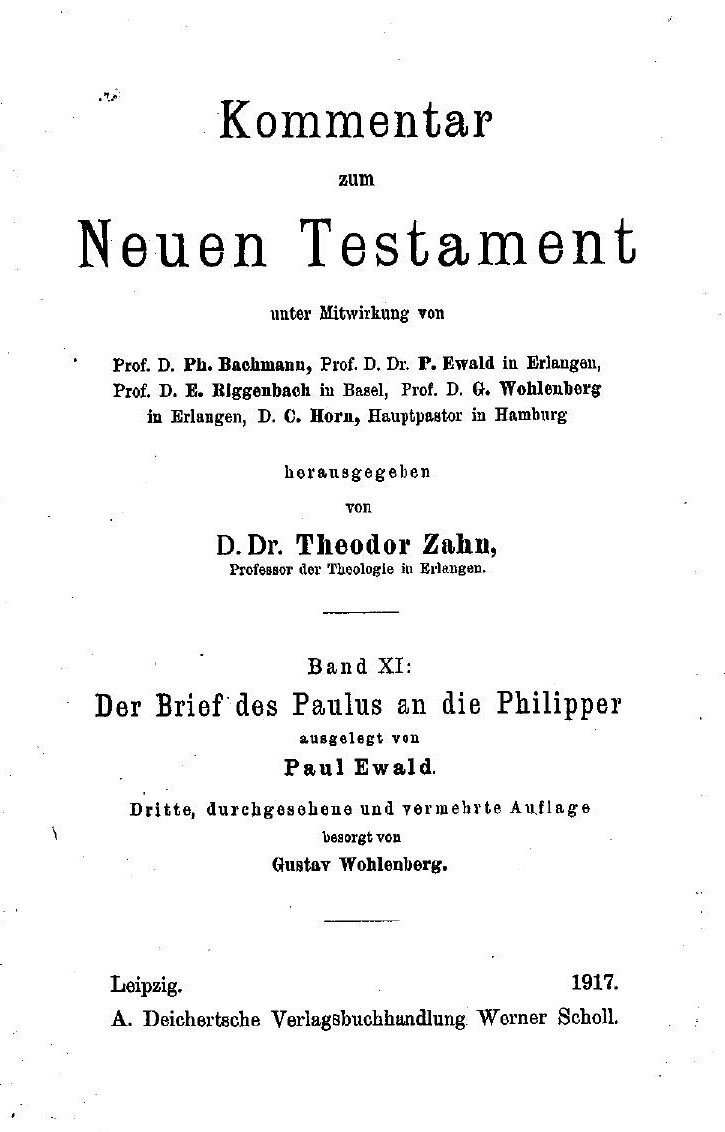 Kommentar
zum
Neuen Testament
unter Mitwirkung von
Prof. D. Ph. Bachmann, Prof. D. Dr. P. Ewald in Erlangen,
Prof. D. E. Riggenbach in Basel, Prof. D. G. Wohlenberg
in Erlangen, D. C. Horn, Hauptpastor in Hamburg
herausgegeben
von
D. Dr. Theodor Zahn,
Professor der Theologie in Erlangen.
Band XI:
Der Brief des Paulus an die Philipper
ausgelegt von
Paul Ewald.
Dritte, durchgesehene und vermehrte Auflage
besorgt von
Gustav Wohlenberg.
Leipzig. 1917.
A. Deichertsche Verlagsbuchhandlung Werner Scholl.